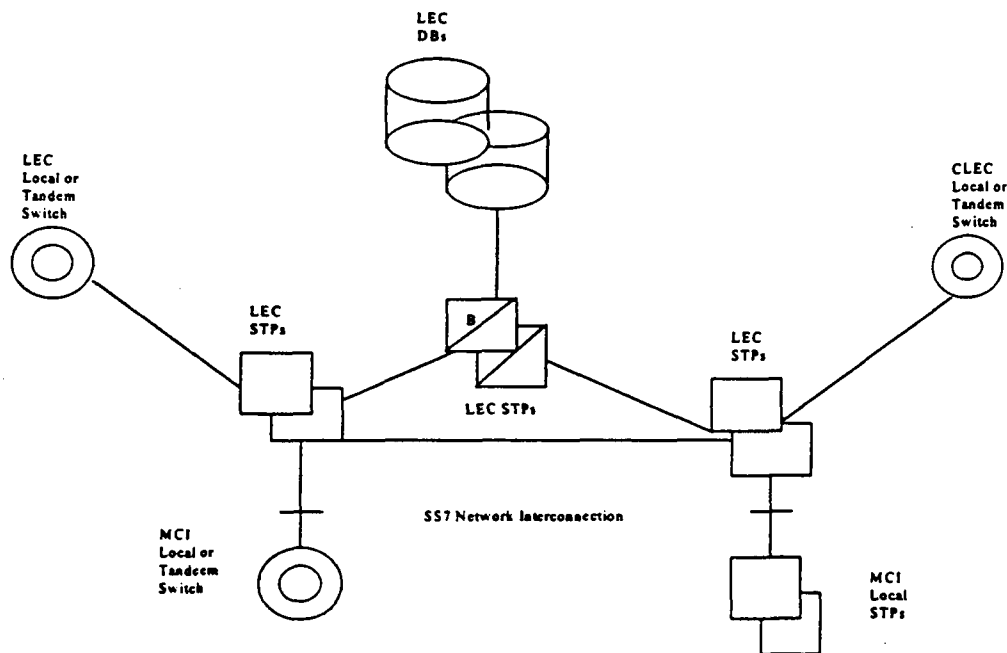 LEC
DBs
LEC
Local or
Tandem
Switch
CLEC
Local or
Tandem
Switch
LEC
STPs
B
LEC STPs
LEC
STPs
SS7 Network Interconnection
MCI
Local or
Tandeem
Switch
MCI
Local
STPs